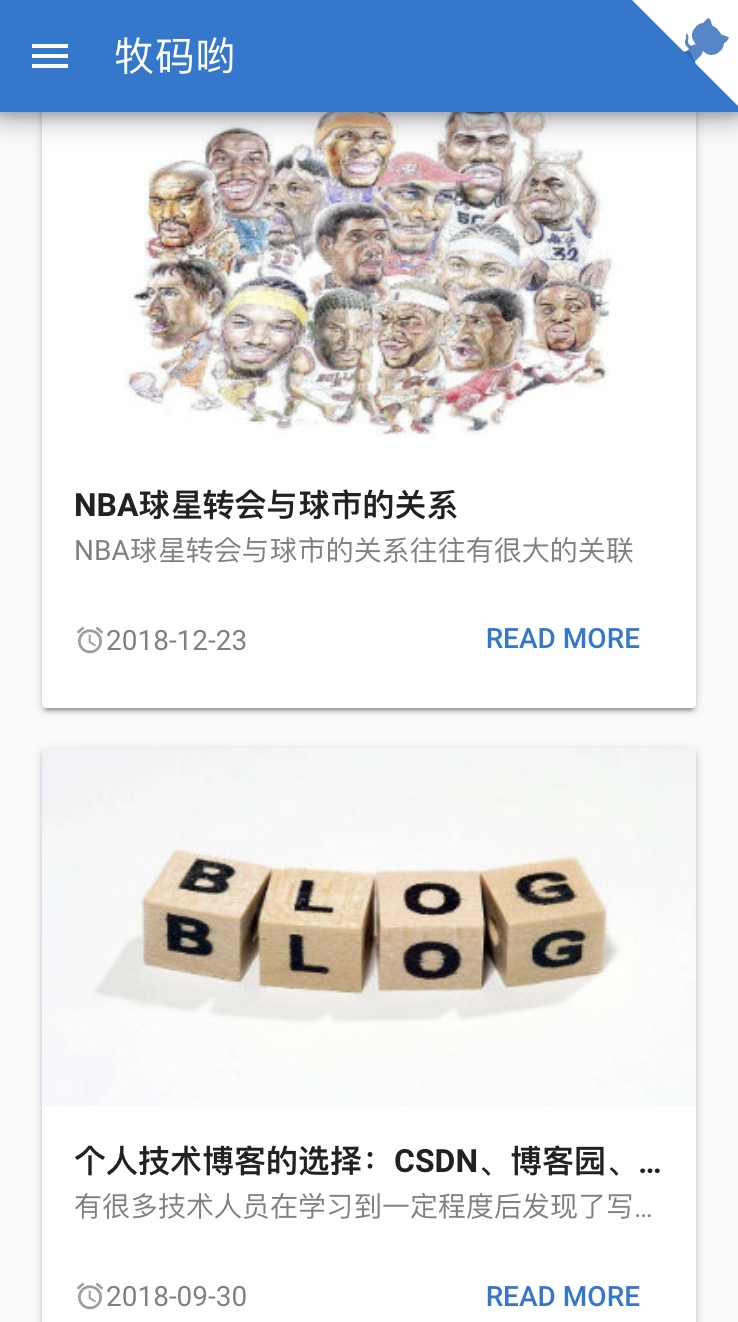 牧码哟
32
NBA球星转会与球市的关系
NBA球星转会与球市的关系往往有很大的关联
2018-12-23
READ MORE
B L O G
B L O G
个人技术博客的选择：CSDN、博客园、...
有很多技术人员在学习到一定程度后发现了写...
2018-09-30
READ MORE